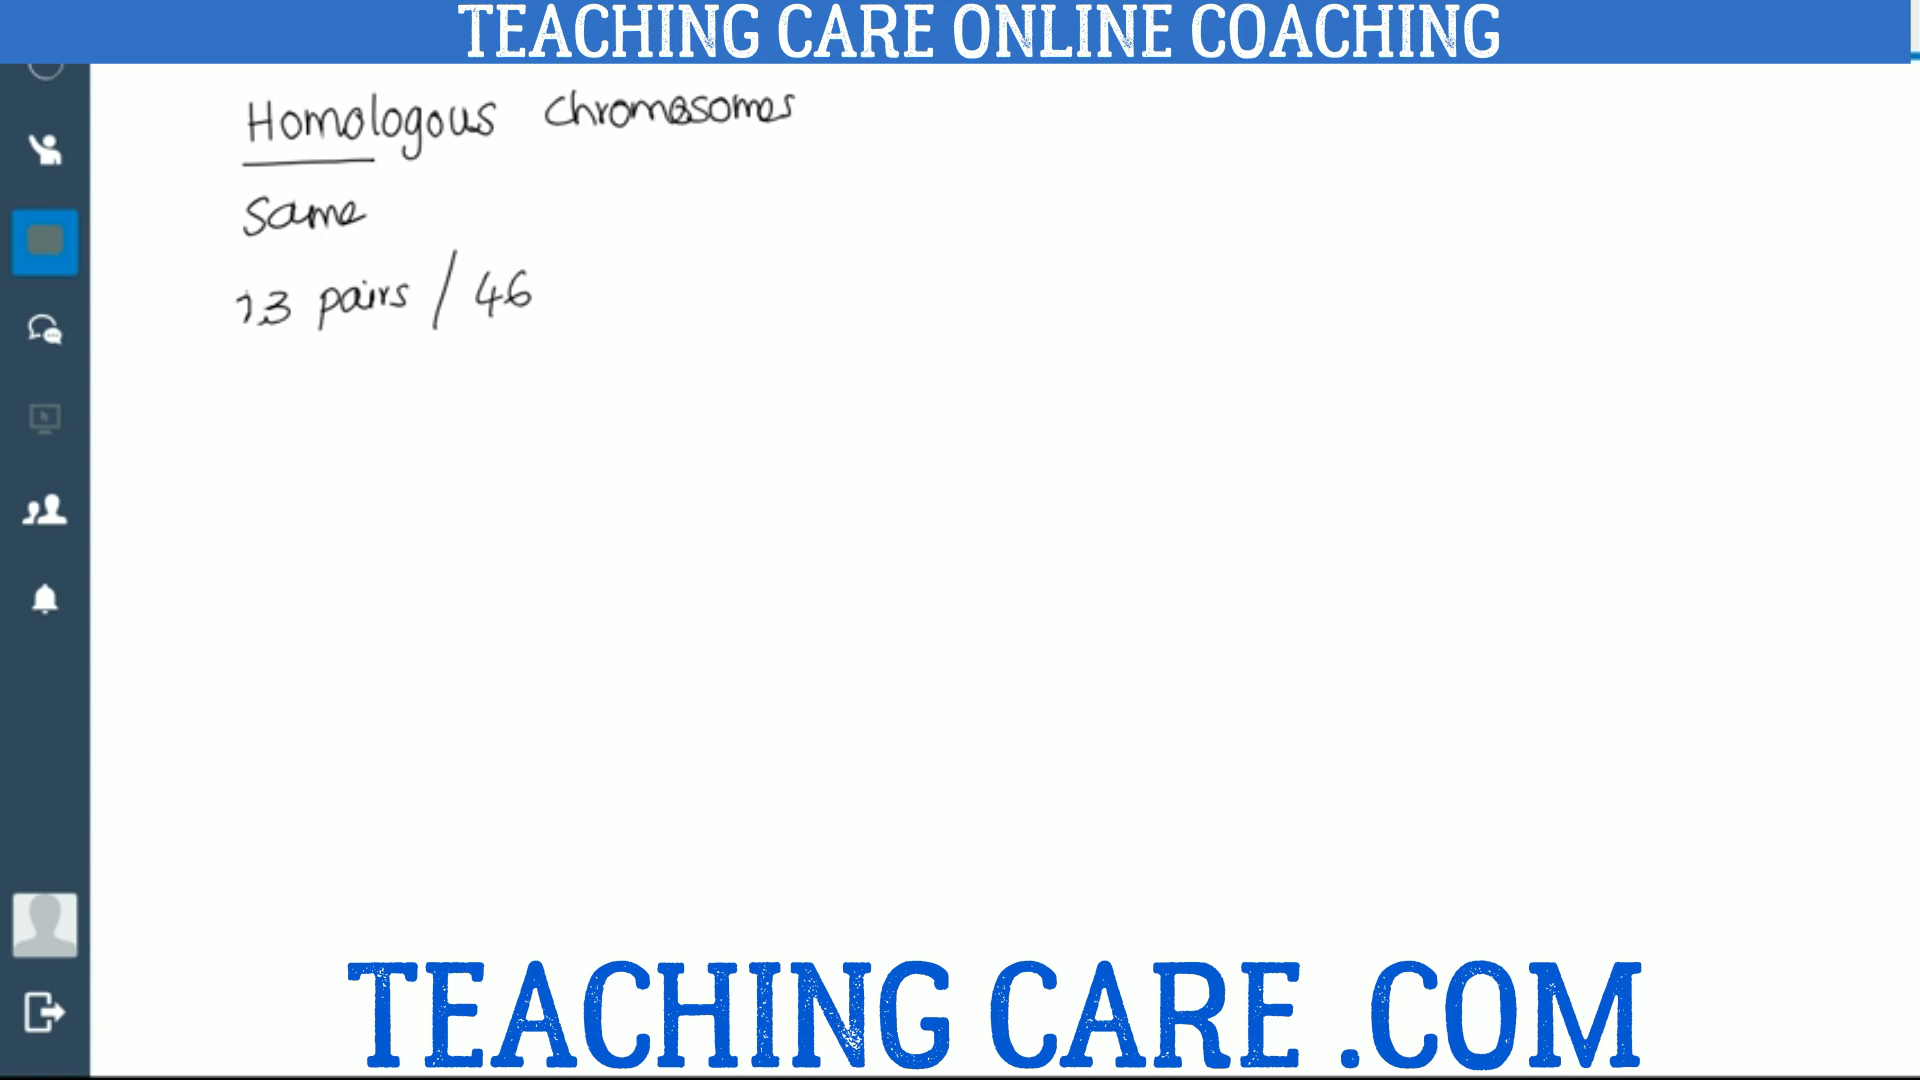 TEACHING CARE ONLINE COACHING
Homologous chromosomes
Same
23 pairs / 46
TEACHING CARE .COM